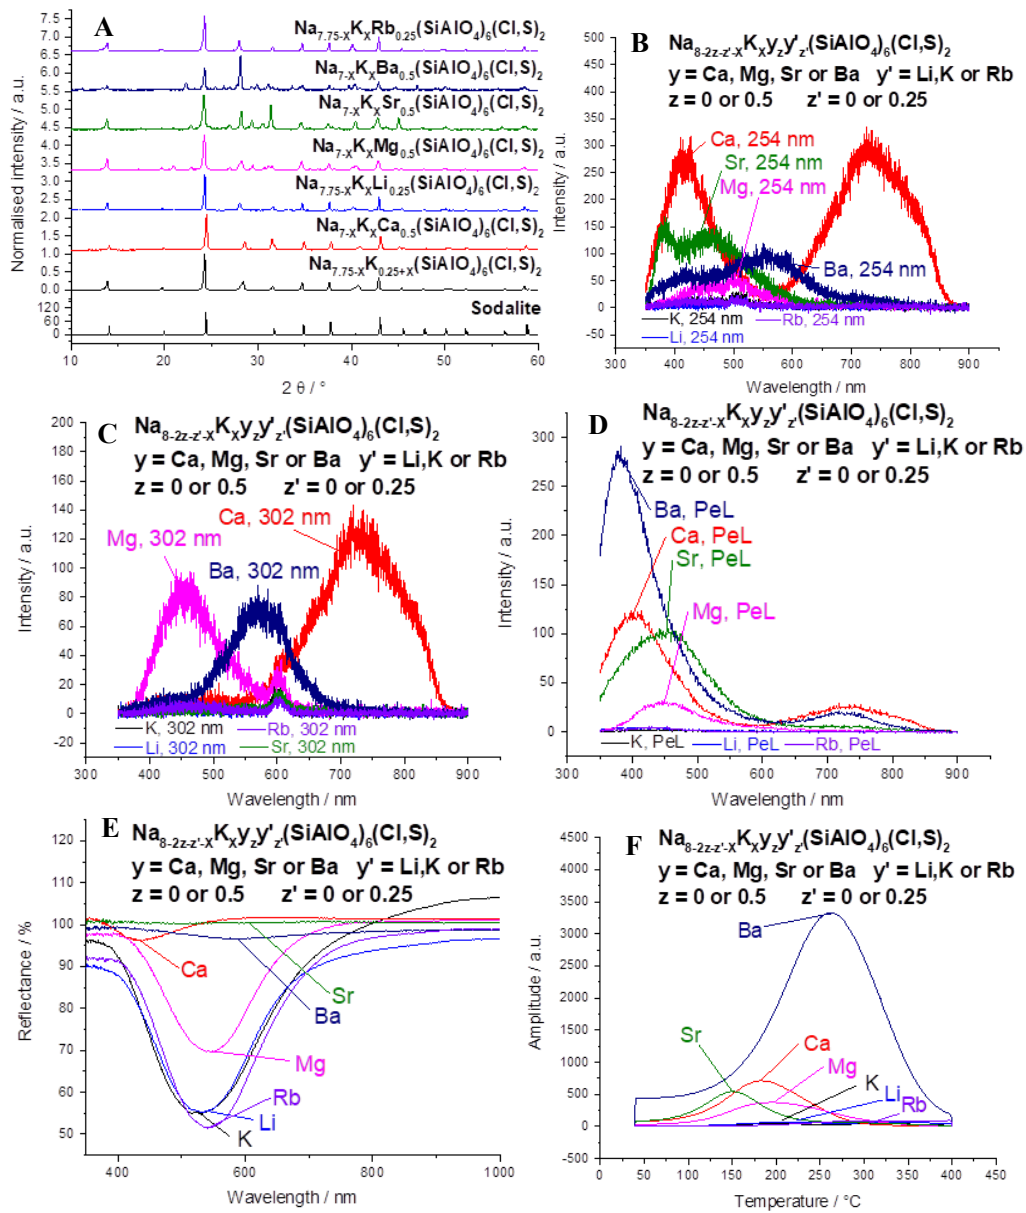 A
Na7.75-XKXRb0.25(SiAlO4)6(Cl,S)2
Na7-XKXBa0.5(SiAlO4)6(Cl,S)2
Na7-XKXSr0.5(SiAlO4)6(Cl,S)2
Na7-XKXMg0.5(SiAlO4)6(Cl,S)2
Na7.75-XKXLi0.25(SiAlO4)6(Cl,S)2
Na7-XKXCa0.5(SiAlO4)6(Cl,S)2
Na7.75-XK0.25+X(SiAlO4)6(Cl,S)2
Sodalite
Normalised intensity / a.u.
7.5
6.5
6.5
5.5
5.0
4.5
4.0
3.5
3.0
2.5
2.0
2.0
1.5
1.0
0.5
0.0
120
60
0
10 20 30 40 50 60
2 θ / °
B
Na8-2z-z'-XKXyzy'z'(SiAlO4)6(Cl,S)2
y = Ca, Mg, Sr or Ba y' = Li,K or Rb
z = 0 or 0.5 z' = 0 or 0.25
Ca, 254 nm
Sr, 254 nm
Mg, 254 nm
Ba, 254 nm
K, 254 nm
Rb, 254 nm
Li, 254 nm
Intensity / a.u.
500
450
400
350
300
250
200
150
100
50
0
-50
300 400 500 600 700 800 900
Wavelength / nm
C
Na8-2z-z'-XKXyzy'z'(SiAlO4)6(Cl,S)2
y = Ca, Mg, Sr or Ba y' = Li,K or Rb
z = 0 or 0.5 z' = 0 or 0.25
Ca, 302 nm
Mg, 302 nm
Ba, 302 nm
K, 302 nm
Rb, 302 nm
Li, 302 nm
Sr, 302 nm
Intensity / a.u.
200
180
160
140
120
100
80
60
40
20
0
-20
300 400 500 600 700 800 900
Wavelength / nm
D
Na8-2z-z'-XKXyzy'z'(SiAlO4)6(Cl,S)2
y = Ca, Mg, Sr or Ba y' = Li,K or Rb
z = 0 or 0.5 z' = 0 or 0.25
Ba, PeL
Ca, PeL
Sr, PeL
Mg, PeL
K, PeL
Li, PeL
Rb, PeL
Intensity / a.u.
300
250
200
150
100
50
0
300 400 500 600 700 800 900
Wavelength / nm
E
Na8-2z-z'-XKXyzy'z'(SiAlO4)6(Cl,S)2
y = Ca, Mg, Sr or Ba y' = Li,K or Rb
z = 0 or 0.5 z' = 0 or 0.25
Ca
Sr
Ba
Mg
Rb
Li
K
Reflectance / %
120
110
100
90
80
70
60
50
400 600 800 1000
Wavelength / nm
F
Na8-2z-z'-XKXyzy'z'(SiAlO4)6(Cl,S)2
y = Ca, Mg, Sr or Ba y' = Li,K or Rb
z = 0 or 0.5 z' = 0 or 0.25
Ba
Sr
Ca
Mg
K
Li
Rb
Amplitude / a.u.
4500
4000
3500
3000
2500
2000
1500
1000
500
0
-500
0 50 100 150 200 250 300 350 400 450
Temperature / °C